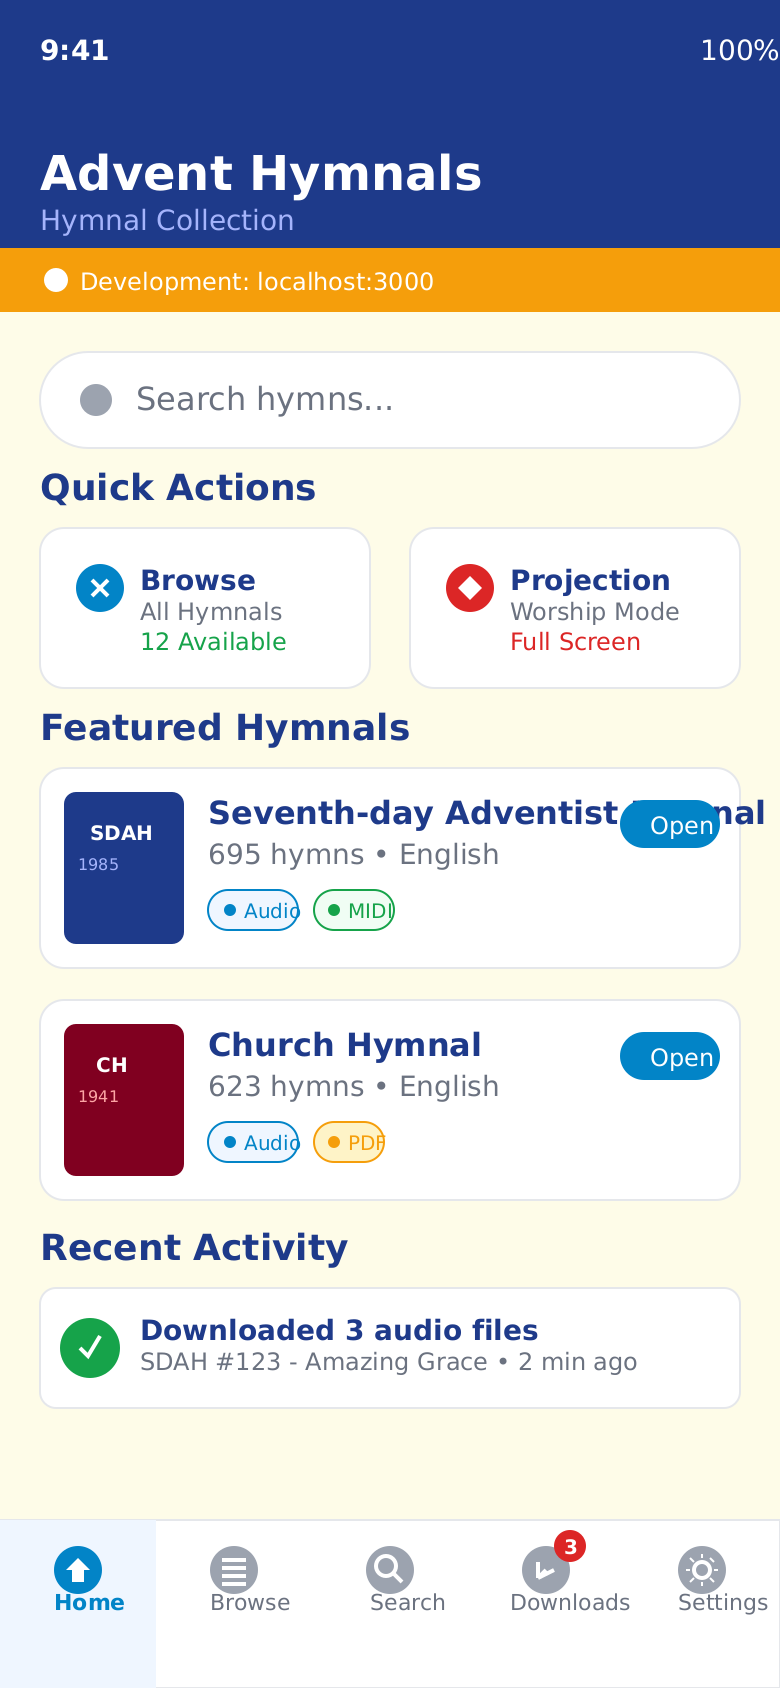 9:41
100%
Advent Hymnals
Hymnal Collection
Development: localhost:3000
Search hymns...
Quick Actions
Browse
All Hymnals
12 Available
Projection
Worship Mode
Full Screen
Featured Hymnals
SDAH
1985
Seventh-day Adventist
Open
695 hymns • English
Audio
MIDI
CH
1941
Church Hymnal
Open
623 hymns • English
Audio
PDF
Recent Activity
Downloaded 3 audio files
SDAH #123 - Amazing Grace • 2 min ago
3
Home
Browse
Search
Downloads
Settings